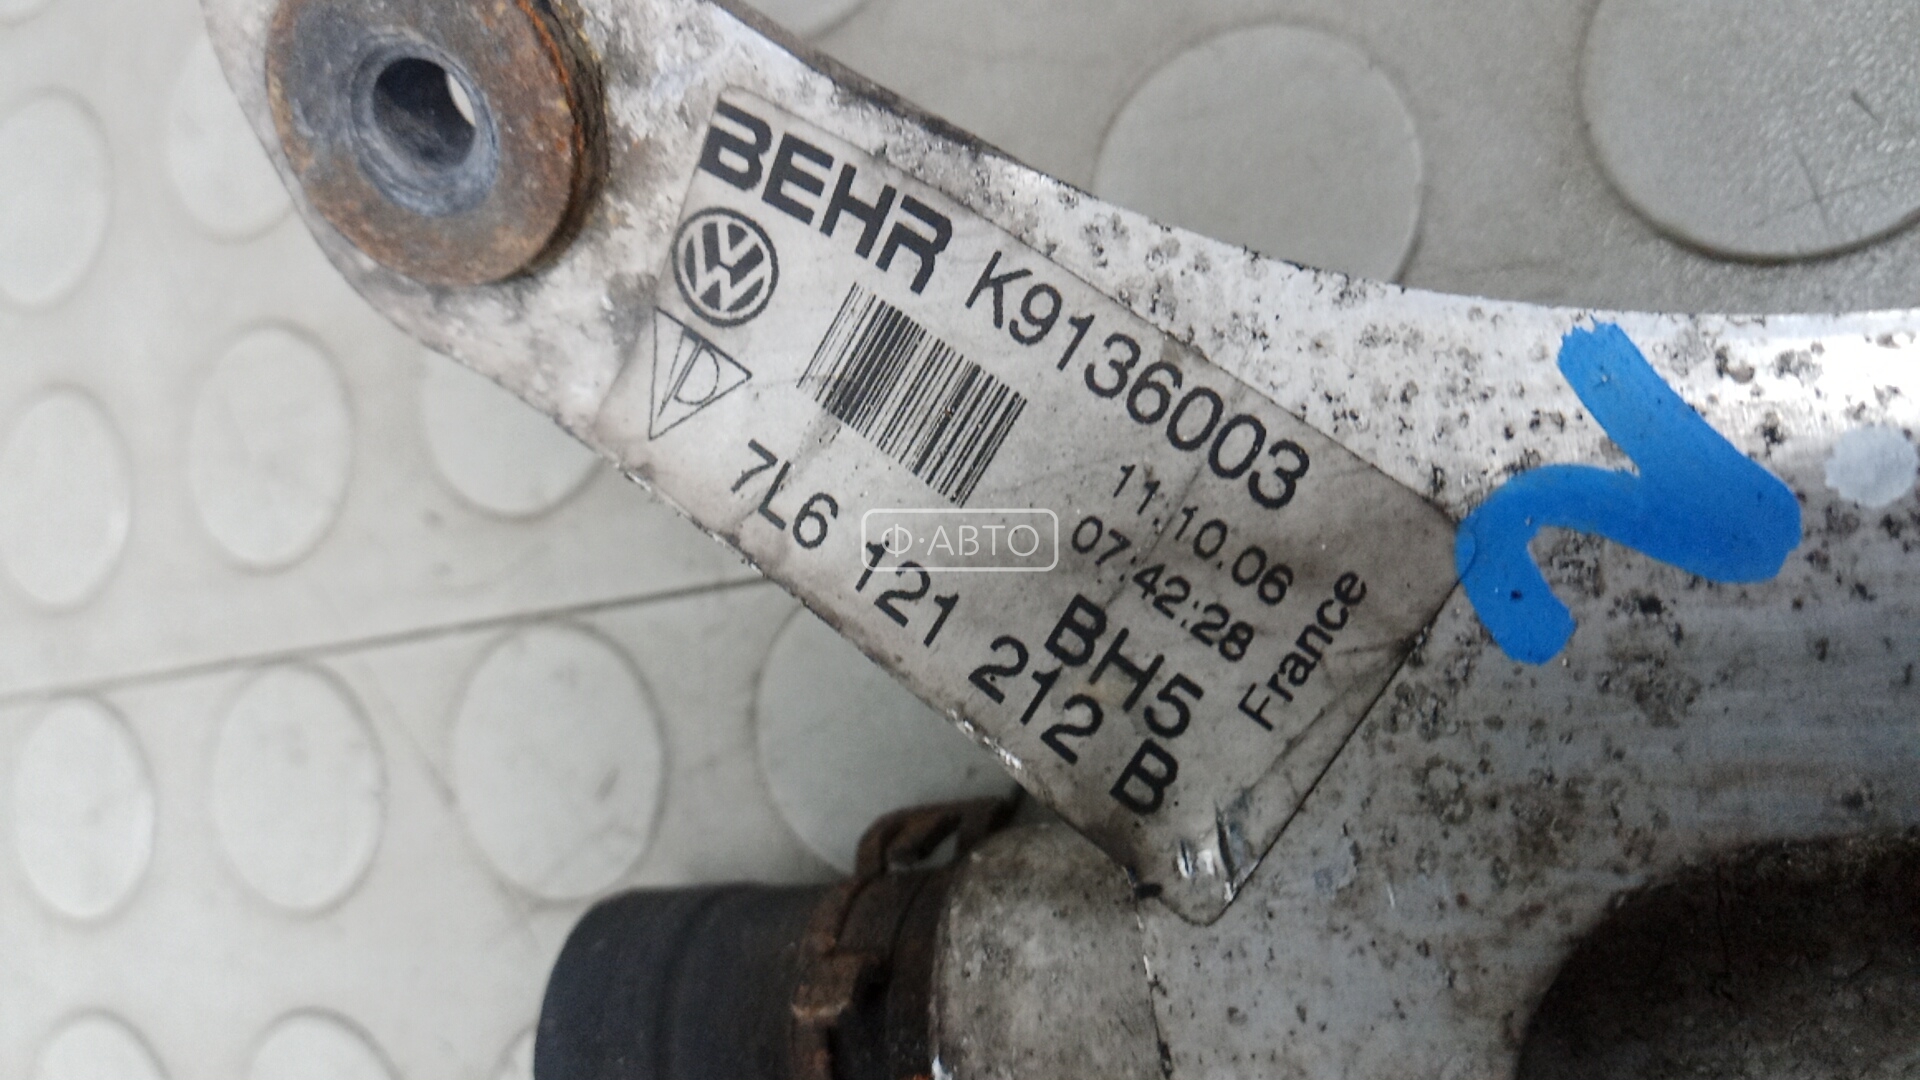 BEHR K9136003
11.10.06
07:42:28
BH5
France
7L6 121 212 B
Ф·АВТО